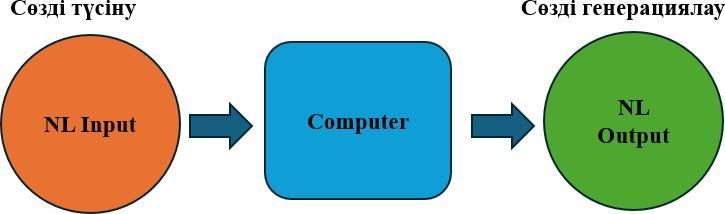 Сөзді түсіну
Сөзді генерациялау
NL Input
Computer
NL
Output